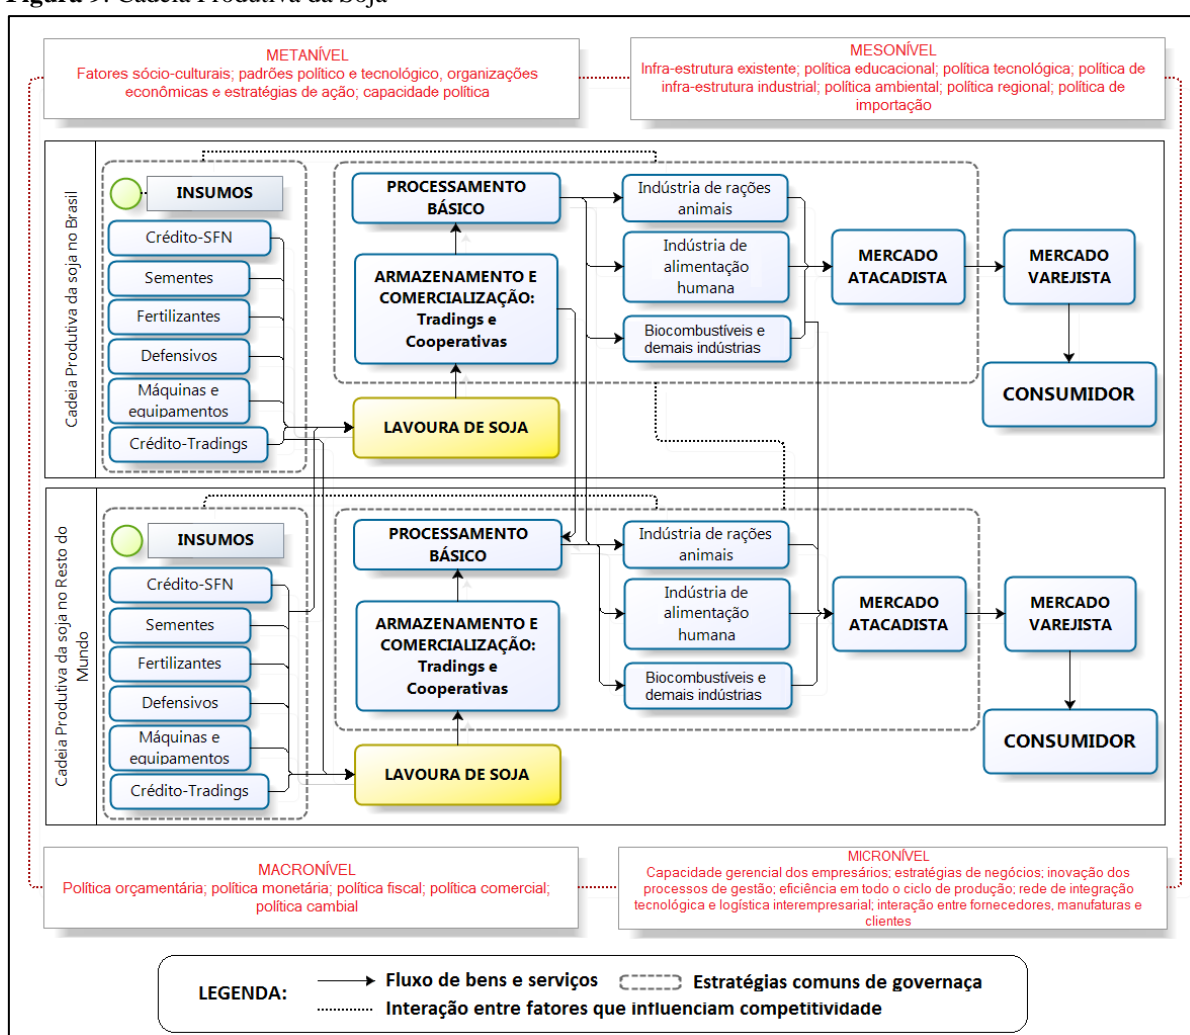 Figura 9. Cadeia Produtiva da Soja
METANÍVEL
Fatores sócio-culturais; padrões político e tecnológico, organizações
econômicas e estratégias de ação; capacidade política
MESONÍVEL
Infra-estrutura existente; política educacional; política tecnológica; política de
infra-estrutura industrial; política ambiental; política regional; política de
importação
Cadeia Produtiva da soja no Brasil
INSUMOS
Crédito-SFN
Sementes
Fertilizantes
Defensivos
Máquinas e
equipamentos
Crédito-Tradings
PROCESSAMENTO
BÁSICO
ARMAZENAMENTO E
COMERCIALIZAÇÃO:
Tradings e
Cooperativas
LAVOURA DE SOJA
Indústria de rações
animais
Indústria de
alimentação
humana
Biocombustíveis e
demais indústrias
MERCADO
ATACADISTA
MERCADO
VAREJISTA
CONSUMIDOR
Cadeia Produtiva da soja no Resto do
Mundo
INSUMOS
Crédito-SFN
Sementes
Fertilizantes
Defensivos
Máquinas e
equipamentos
Crédito-Tradings
PROCESSAMENTO
BÁSICO
ARMAZENAMENTO E
COMERCIALIZAÇÃO:
Tradings e
Cooperativas
LAVOURA DE SOJA
Indústria de rações
animais
Indústria de
alimentação
humana
Biocombustíveis e
demais indústrias
MERCADO
ATACADISTA
MERCADO
VAREJISTA
CONSUMIDOR
MACRONÍVEL
Política orçamentária; política monetária; política fiscal; política comercial;
política cambial
MICRONÍVEL
Capacidade gerencial dos empresários; estratégias de negócios; inovação dos
processos de gestão; eficiência em todo o ciclo de produção; rede de integração
tecnológica e logística interempresarial; interação entre fornecedores, manufaturas e
clientes
LEGENDA:
Fluxo de bens e serviços
Estratégias comuns de governaça
Interação entre fatores que influenciam competitividade